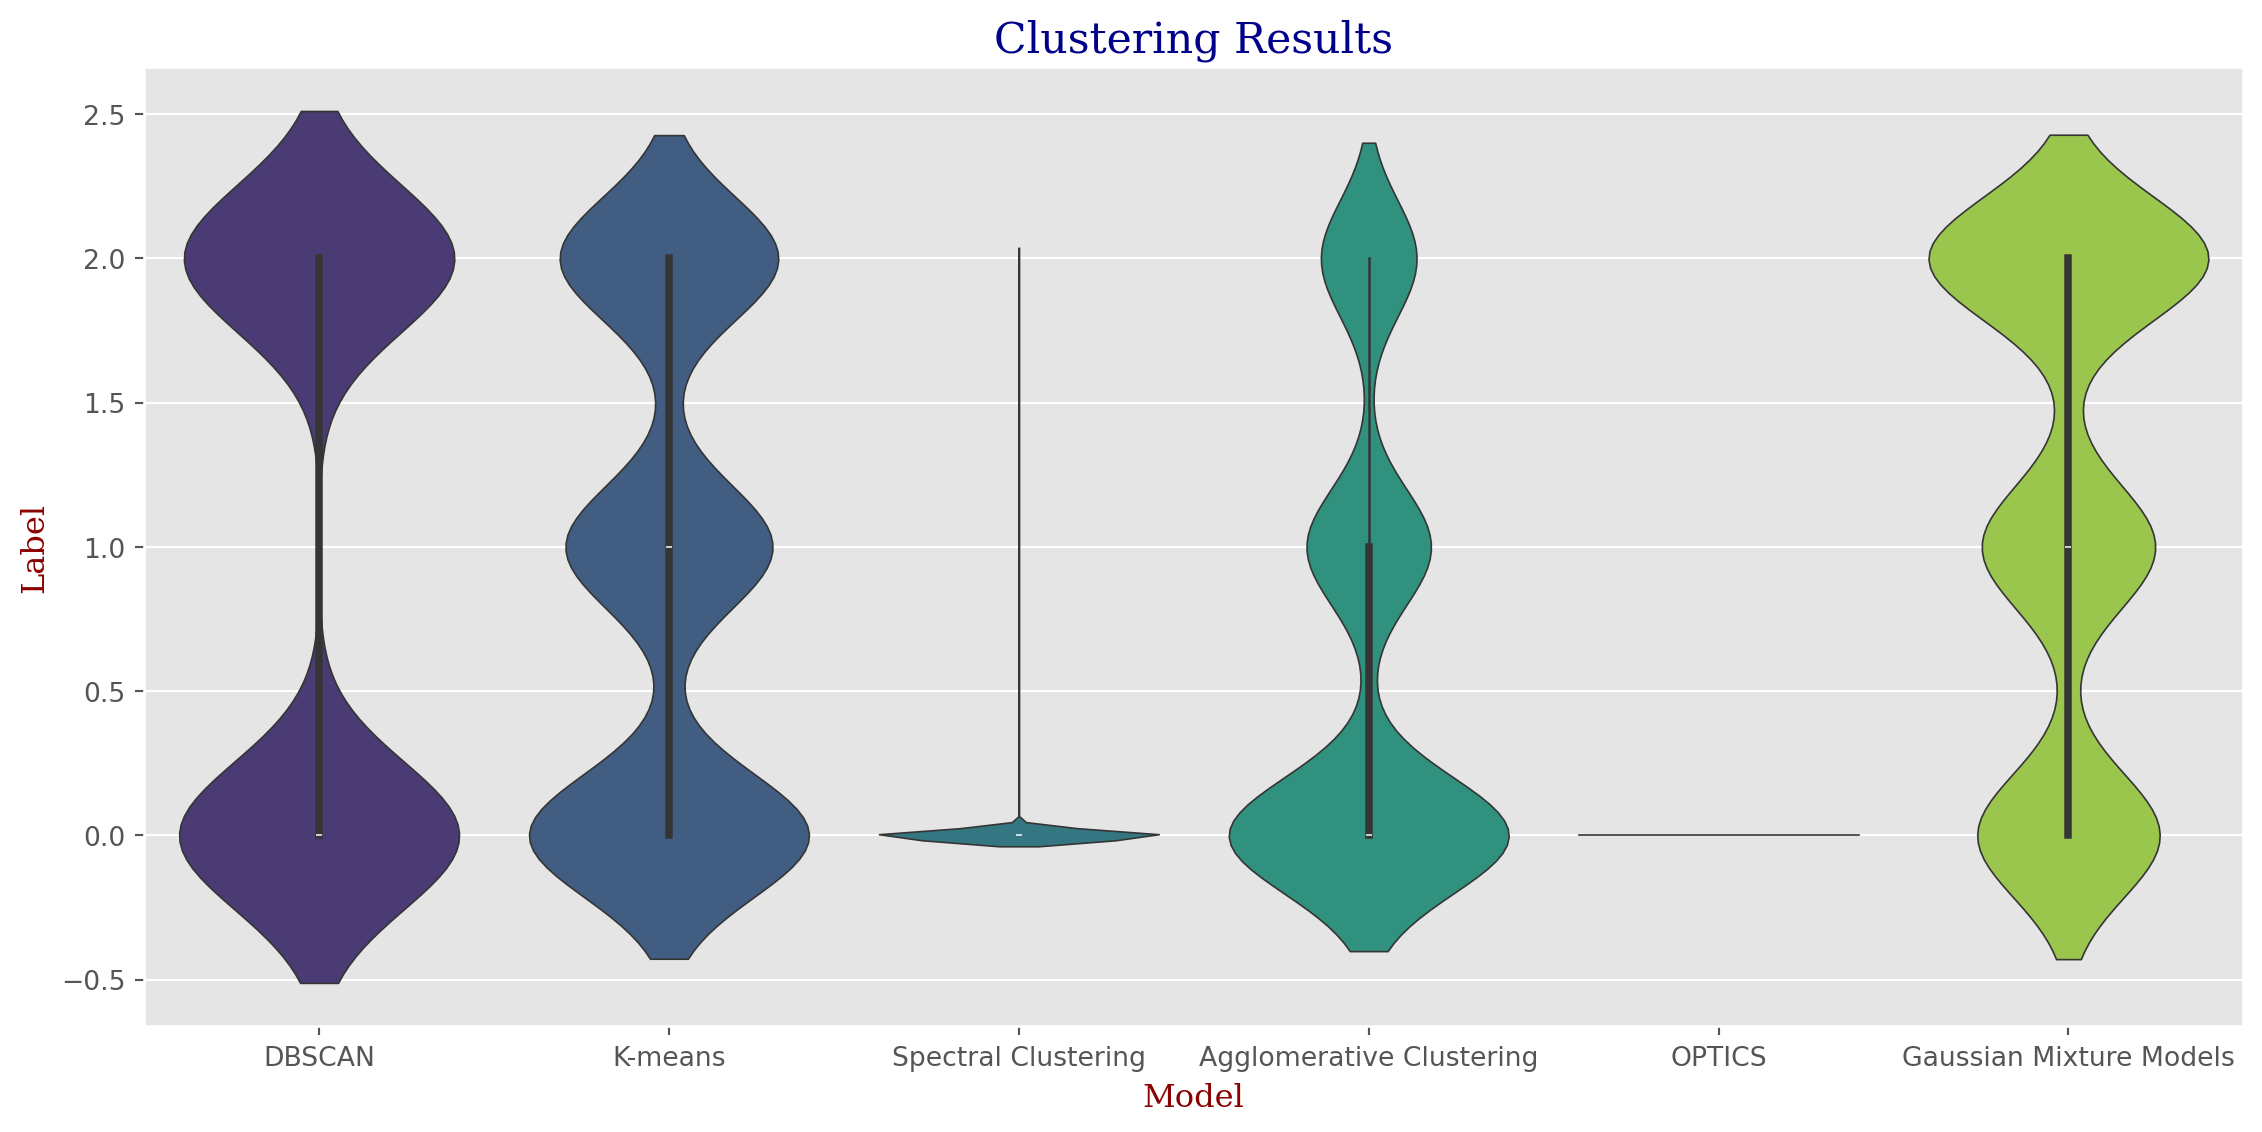 Clustering Results
2.5
2.0
1.5
1.0
0.5
0.0
−0.5
Label
DBSCAN K-means Spectral Clustering Agglomerative Clustering OPTICS Gaussian Mixture Models
Model